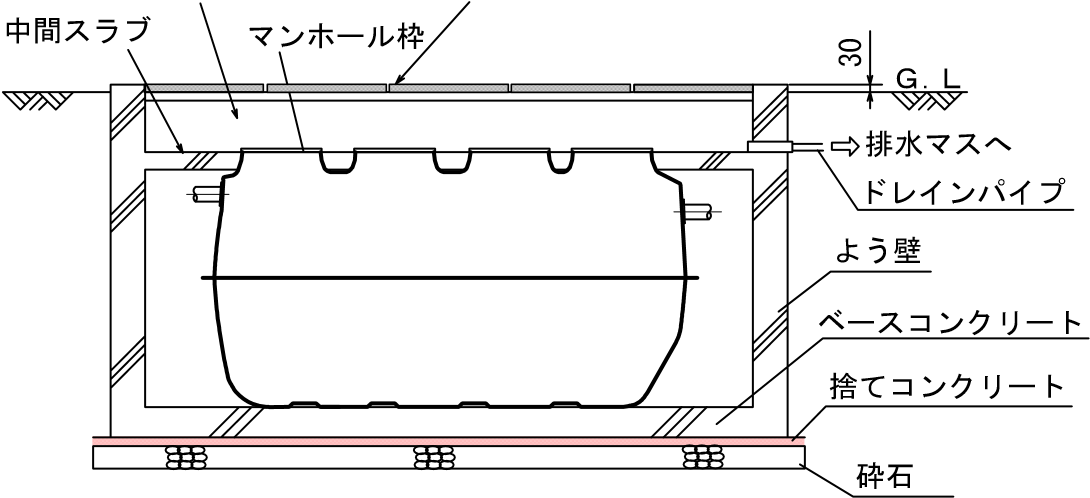 中間スラブ
マンホール枠
30
G.L
⇨排水マスへ
ドレインパイプ
よう壁
ベースコンクリート
捨てコンクリート
砕石